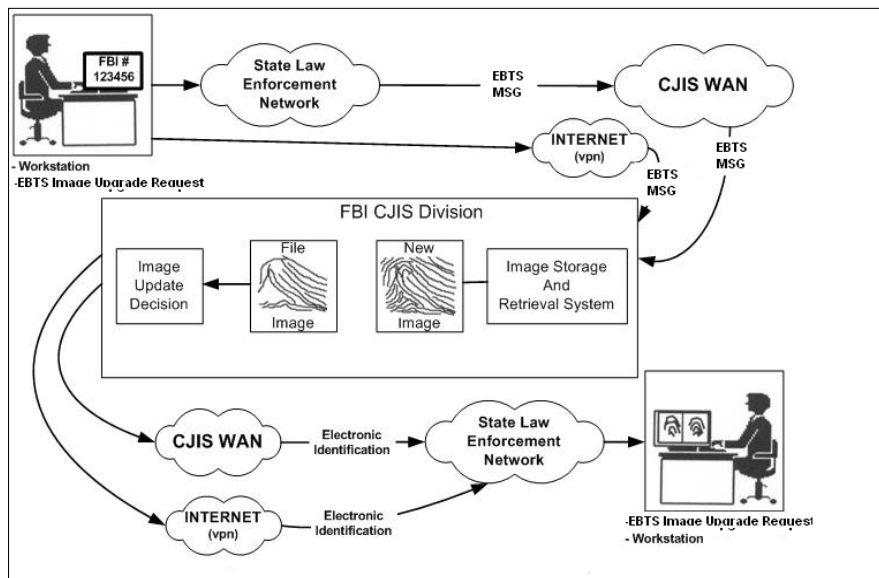 FBI #
123456
- Workstation
-EBTS Image Upgrade Request
State Law
Enforcement
Network
EBTS
MSG
CJIS WAN
INTERNET
(vpn)
EBTS
MSG
EBTS
MSG
FBI CJIS Division
Image
Update
Decision
File
Image
New
Image
Image Storage
And
Retrieval System
CJIS WAN
Electronic
Identification
State Law
Enforcement
Network
INTERNET
(vpn)
Electronic
Identification
-EBTS Image Upgrade Request
- Workstation